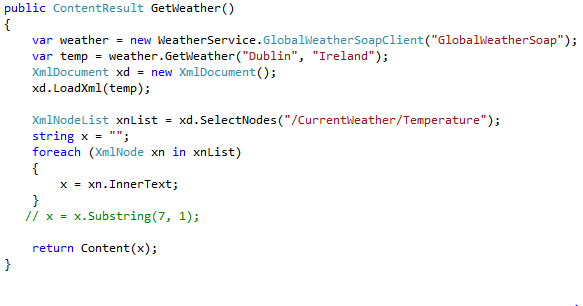 public ContentResult GetWeather()
{
    var weather = new WeatherService.GlobalWeatherSoapClient("GlobalWeatherSoap");
    var temp = weather.GetWeather("Dublin", "Ireland");
    XmlDocument xd = new XmlDocument();
    xd.LoadXml(temp);

    XmlNodeList xnList = xd.SelectNodes("/CurrentWeather/Temperature");
    string x = "";
    foreach (XmlNode xn in xnList)
    {
        x = xn.InnerText;
    }
   // x = x.Substring(7, 1);

    return Content(x);
}